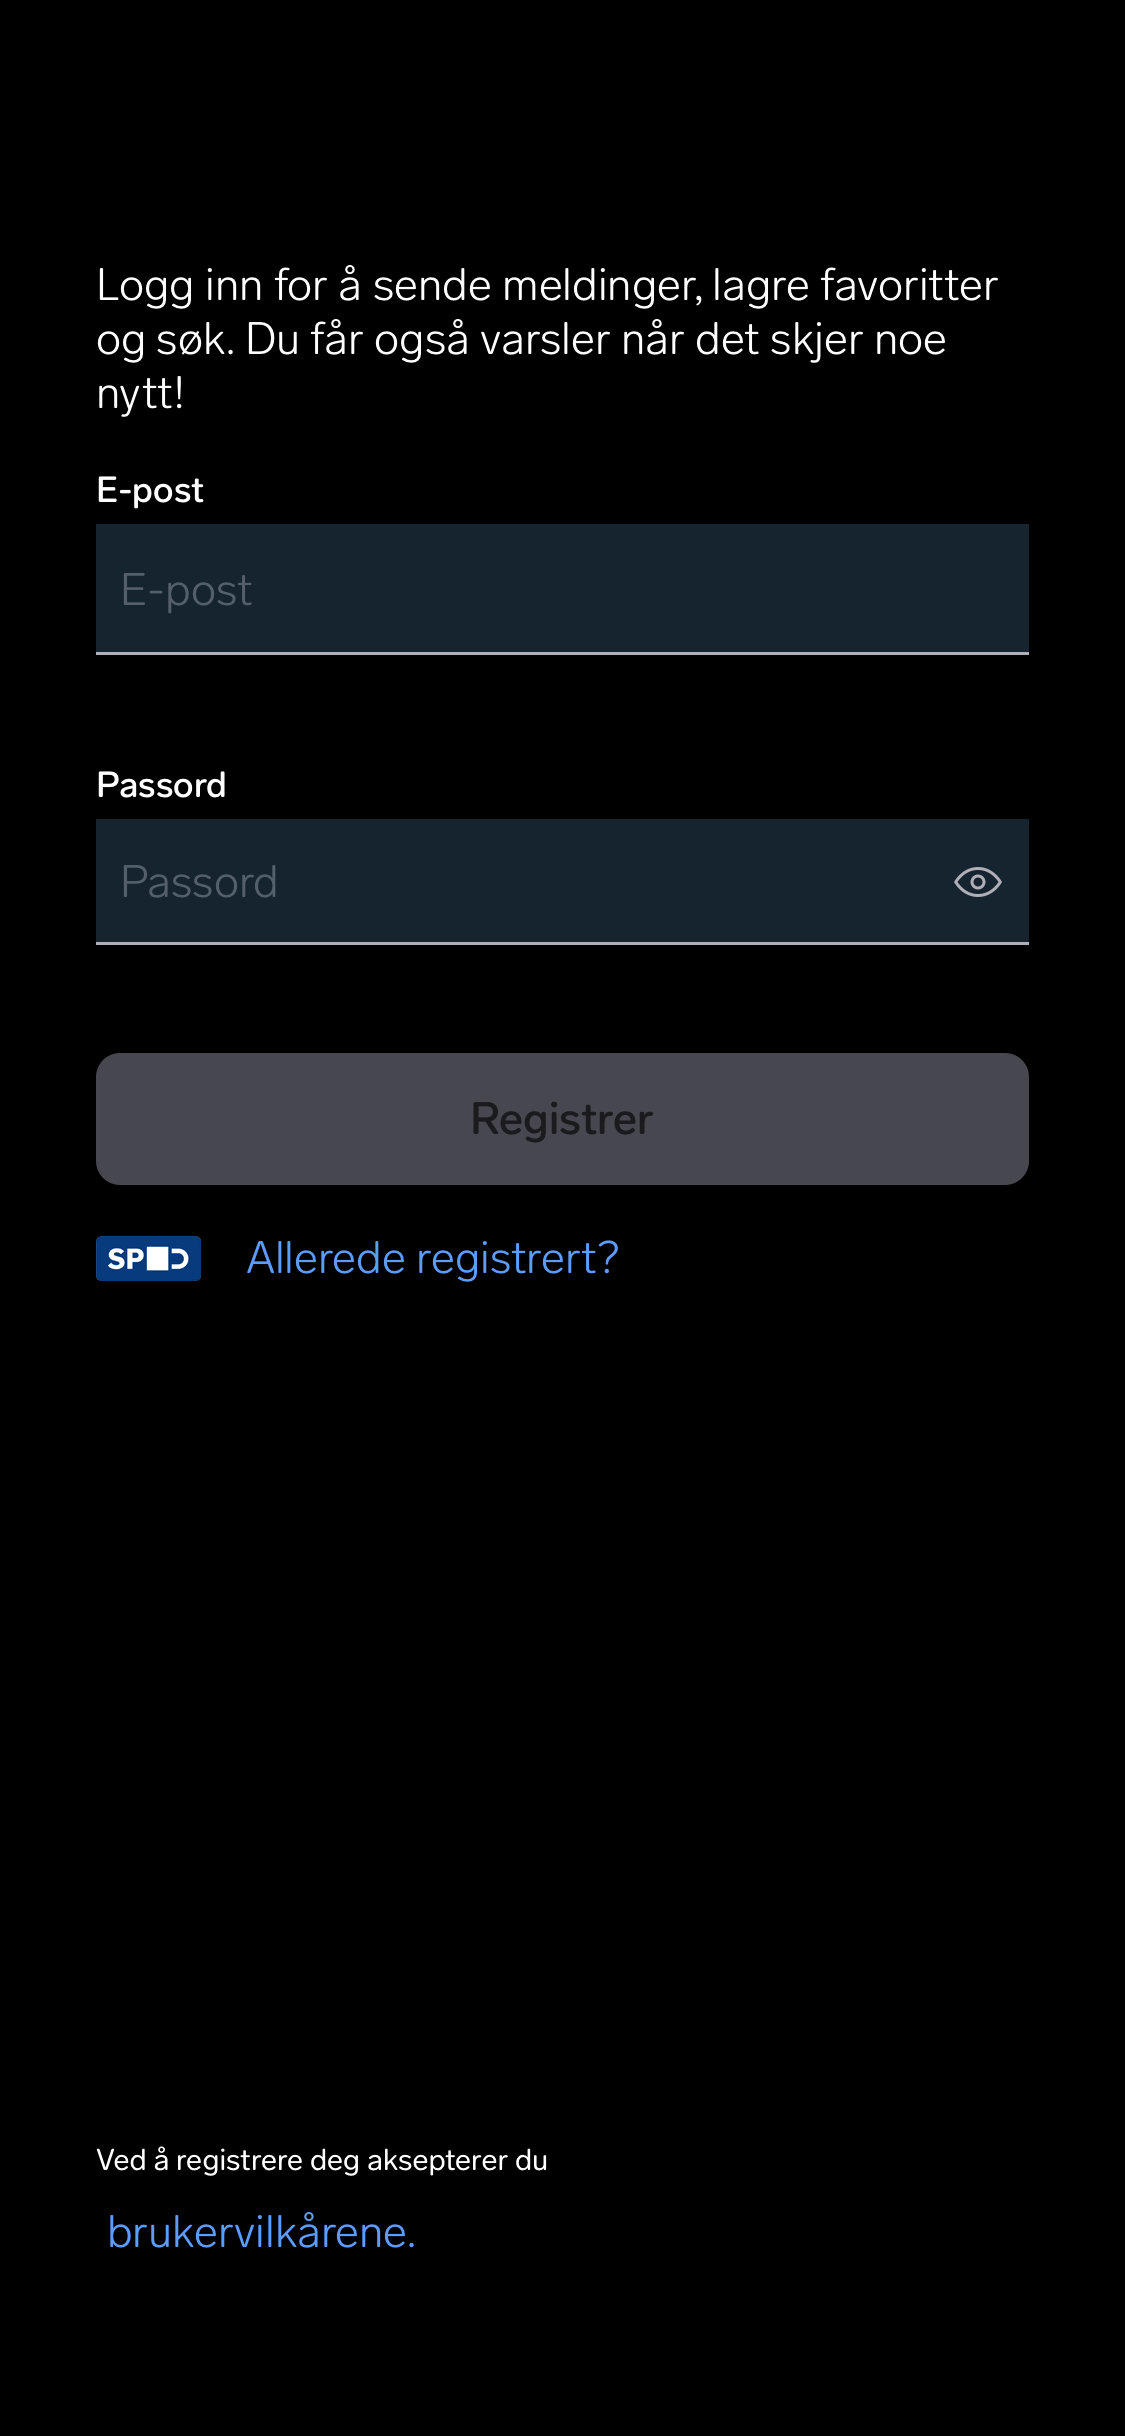 Logg inn for å sende meldinger, lagre favoritter
og søk. Du får også varsler når det skjer noe
nytt!
E-post
E-post
Passord
Passord
Registrer
Allerede registrert?
Ved å registrere deg aksepterer du
brukervilkårene.